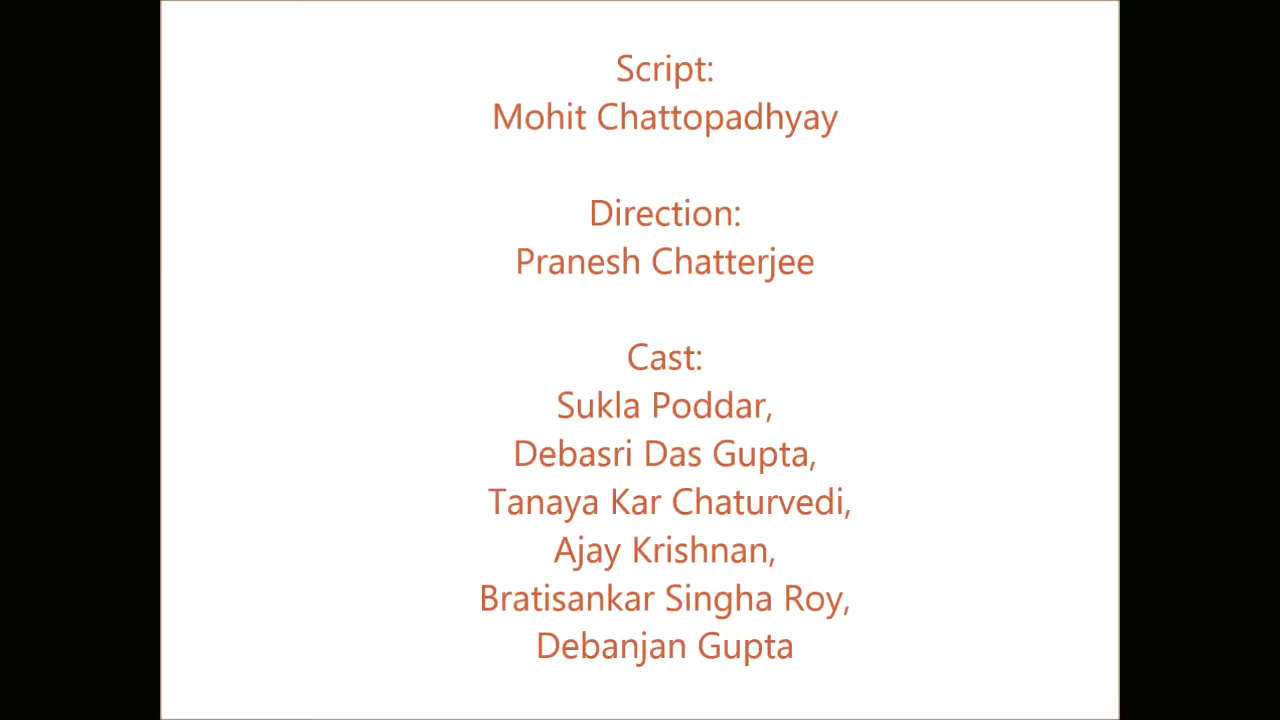 Script:
Mohit Chattopadhyay
Direction:
Pranesh Chatterjee
Cast:
Sukla Poddar,
Debasri Das Gupta,
Tanaya Kar Chaturvedi,
Ajay Krishnan,
Bratisankar Singha Roy,
Debanjan Gupta